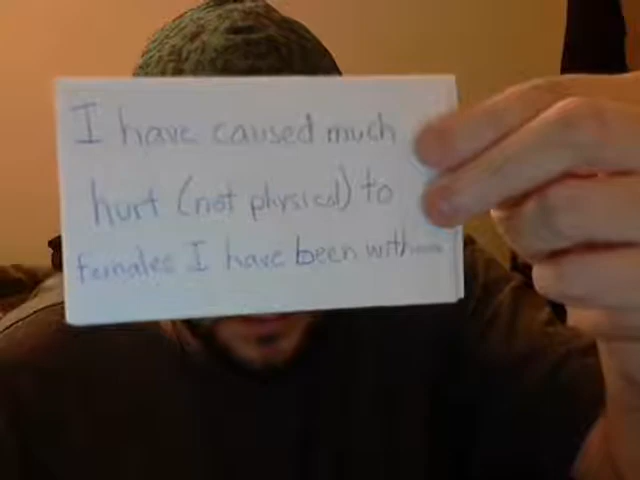 I have caused much
hurt (not physical) to
females I have been with